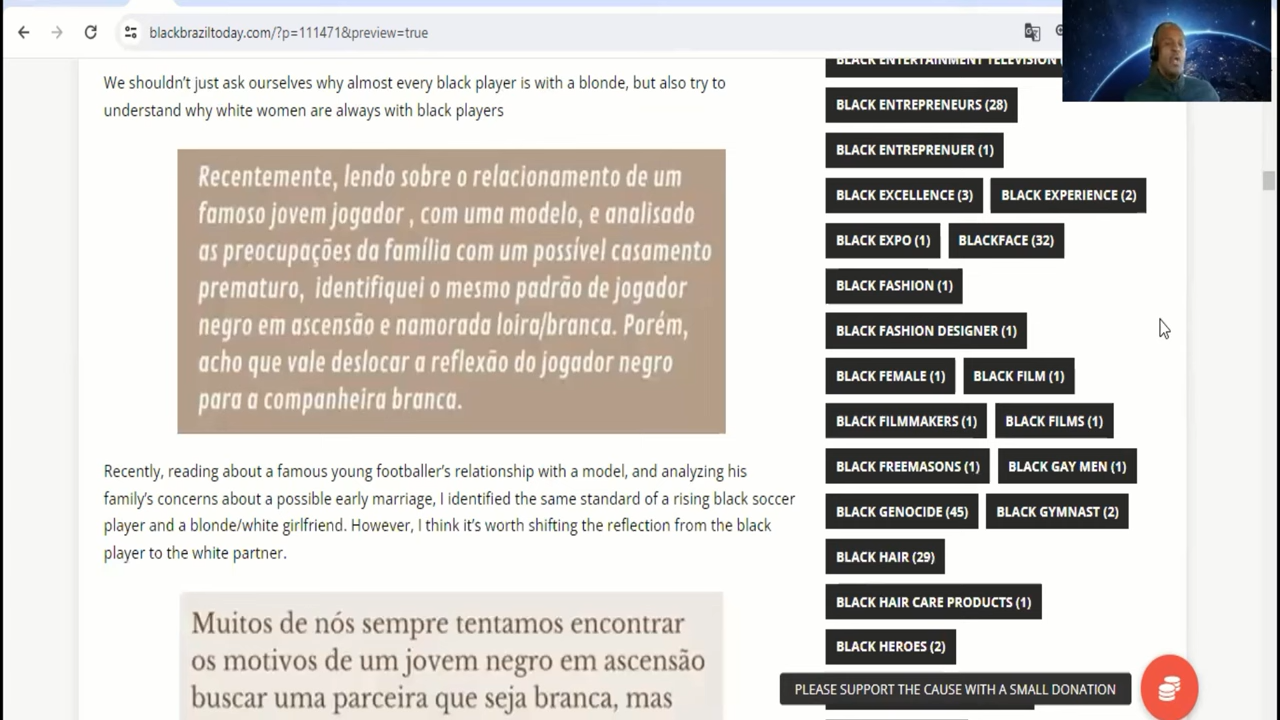 blackbraziltoday.com/?p=111471&preview=true
We shouldn't just ask ourselves why almost every black player is with a blonde, but also try to
understand why white women are always with black players
Recentemente, lendo sobre o relacionamento de um
famoso jovem jogador , com uma modelo, e analisado
as preocupações da família com um possível casamento
prematuro, identifiquei o mesmo padrão de jogador
negro em ascensão e namorada loira/branca. Porém,
acho que vale deslocar a reflexão do jogador negro
para a companheira branca.
Recently, reading about a famous young footballer's relationship with a model, and analyzing his
family's concerns about a possible early marriage, I identified the same standard of a rising black soccer
player and a blonde/white girlfriend. However, I think it's worth shifting the reflection from the black
player to the white partner.
Muitos de nós sempre tentamos encontrar
os motivos de um jovem negro em ascensão
buscar uma parceira que seja branca, mas
BLACK ENTERTAINMENT TELEVISION
BLACK ENTREPRENEURS (28)
BLACK ENTREPRENUER (1)
BLACK EXCELLENCE (3) BLACK EXPERIENCE (2)
BLACK EXPO (1) BLACKFACE (32)
BLACK FASHION (1)
BLACK FASHION DESIGNER (1)
BLACK FEMALE (1) BLACK FILM (1)
BLACK FILMMAKERS (1) BLACK FILMS (1)
BLACK FREEMASONS (1) BLACK GAY MEN (1)
BLACK GENOCIDE (45) BLACK GYMNAST (2)
BLACK HAIR (29)
BLACK HAIR CARE PRODUCTS (1)
BLACK HEROES (2)
PLEASE SUPPORT THE CAUSE WITH A SMALL DONATION